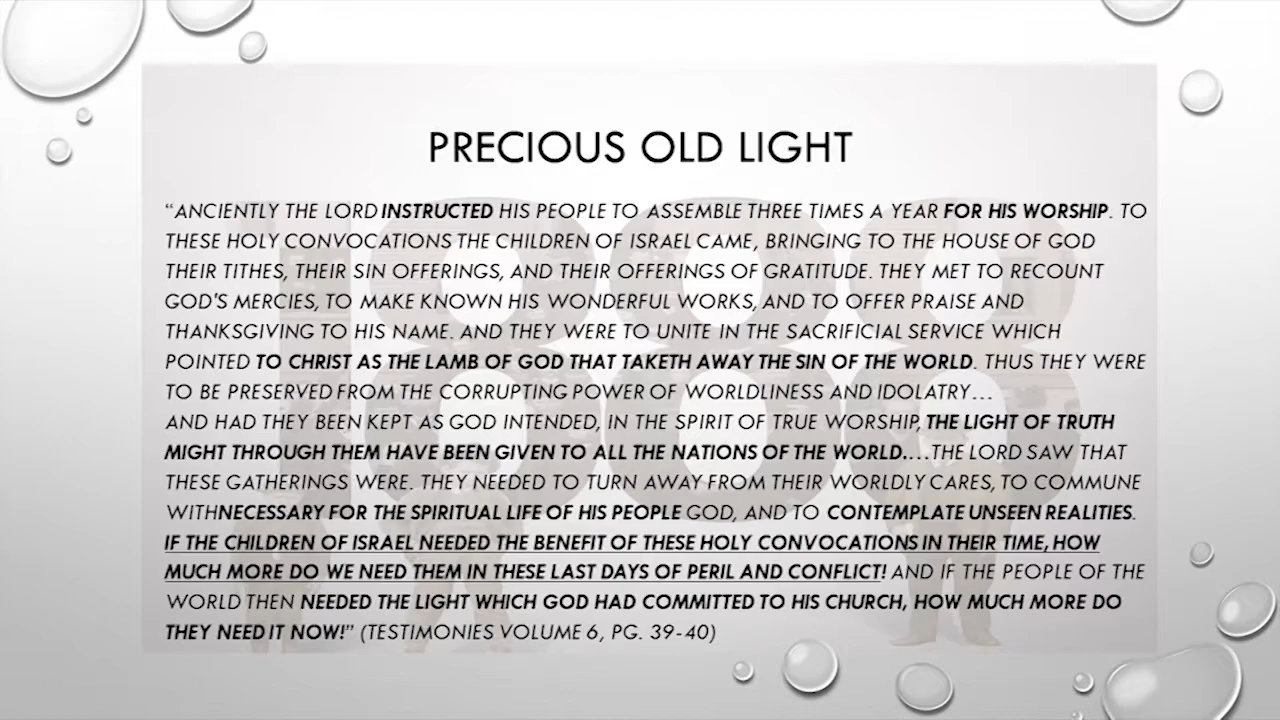 PRECIOUS OLD LIGHT
“ANCIENTLY THE LORD INSTRUCTED HIS PEOPLE TO ASSEMBLE THREE TIMES A YEAR FOR HIS WORSHIP. TO
THESE HOLY CONVOCATIONS THE CHILDREN OF ISRAEL CAME, BRINGING TO THE HOUSE OF GOD
THEIR TITHES, THEIR SIN OFFERINGS, AND THEIR OFFERINGS OF GRATITUDE. THEY MET TO RECOUNT
GOD'S MERCIES, TO MAKE KNOWN HIS WONDERFUL WORKS, AND TO OFFER PRAISE AND
THANKSGIVING TO HIS NAME. AND THEY WERE TO UNITE IN THE SACRIFICIAL SERVICE WHICH
POINTED TO CHRIST AS THE LAMB OF GOD THAT TAKETH AWAY THE SIN OF THE WORLD. THUS THEY WERE
TO BE PRESERVED FROM THE CORRUPTING POWER OF WORLDLINESS AND IDOLATRY…
AND HAD THEY BEEN KEPT AS GOD INTENDED, IN THE SPIRIT OF TRUE WORSHIP, THE LIGHT OF TRUTH
MIGHT THROUGH THEM HAVE BEEN GIVEN TO ALL THE NATIONS OF THE WORLD.…THE LORD SAW THAT
THESE GATHERINGS WERE. THEY NEEDED TO TURN AWAY FROM THEIR WORLDLY CARES, TO COMMUNE
WITHNECESSARY FOR THE SPIRITUAL LIFE OF HIS PEOPLE GOD, AND TO CONTEMPLATE UNSEEN REALITIES.
IF THE CHILDREN OF ISRAEL NEEDED THE BENEFIT OF THESE HOLY CONVOCATIONS IN THEIR TIME, HOW
MUCH MORE DO WE NEED THEM IN THESE LAST DAYS OF PERIL AND CONFLICT! AND IF THE PEOPLE OF THE
WORLD THEN NEEDED THE LIGHT WHICH GOD HAD COMMITTED TO HIS CHURCH, HOW MUCH MORE DO
THEY NEED IT NOW!” (TESTIMONIES VOLUME 6, PG. 39-40)
1888